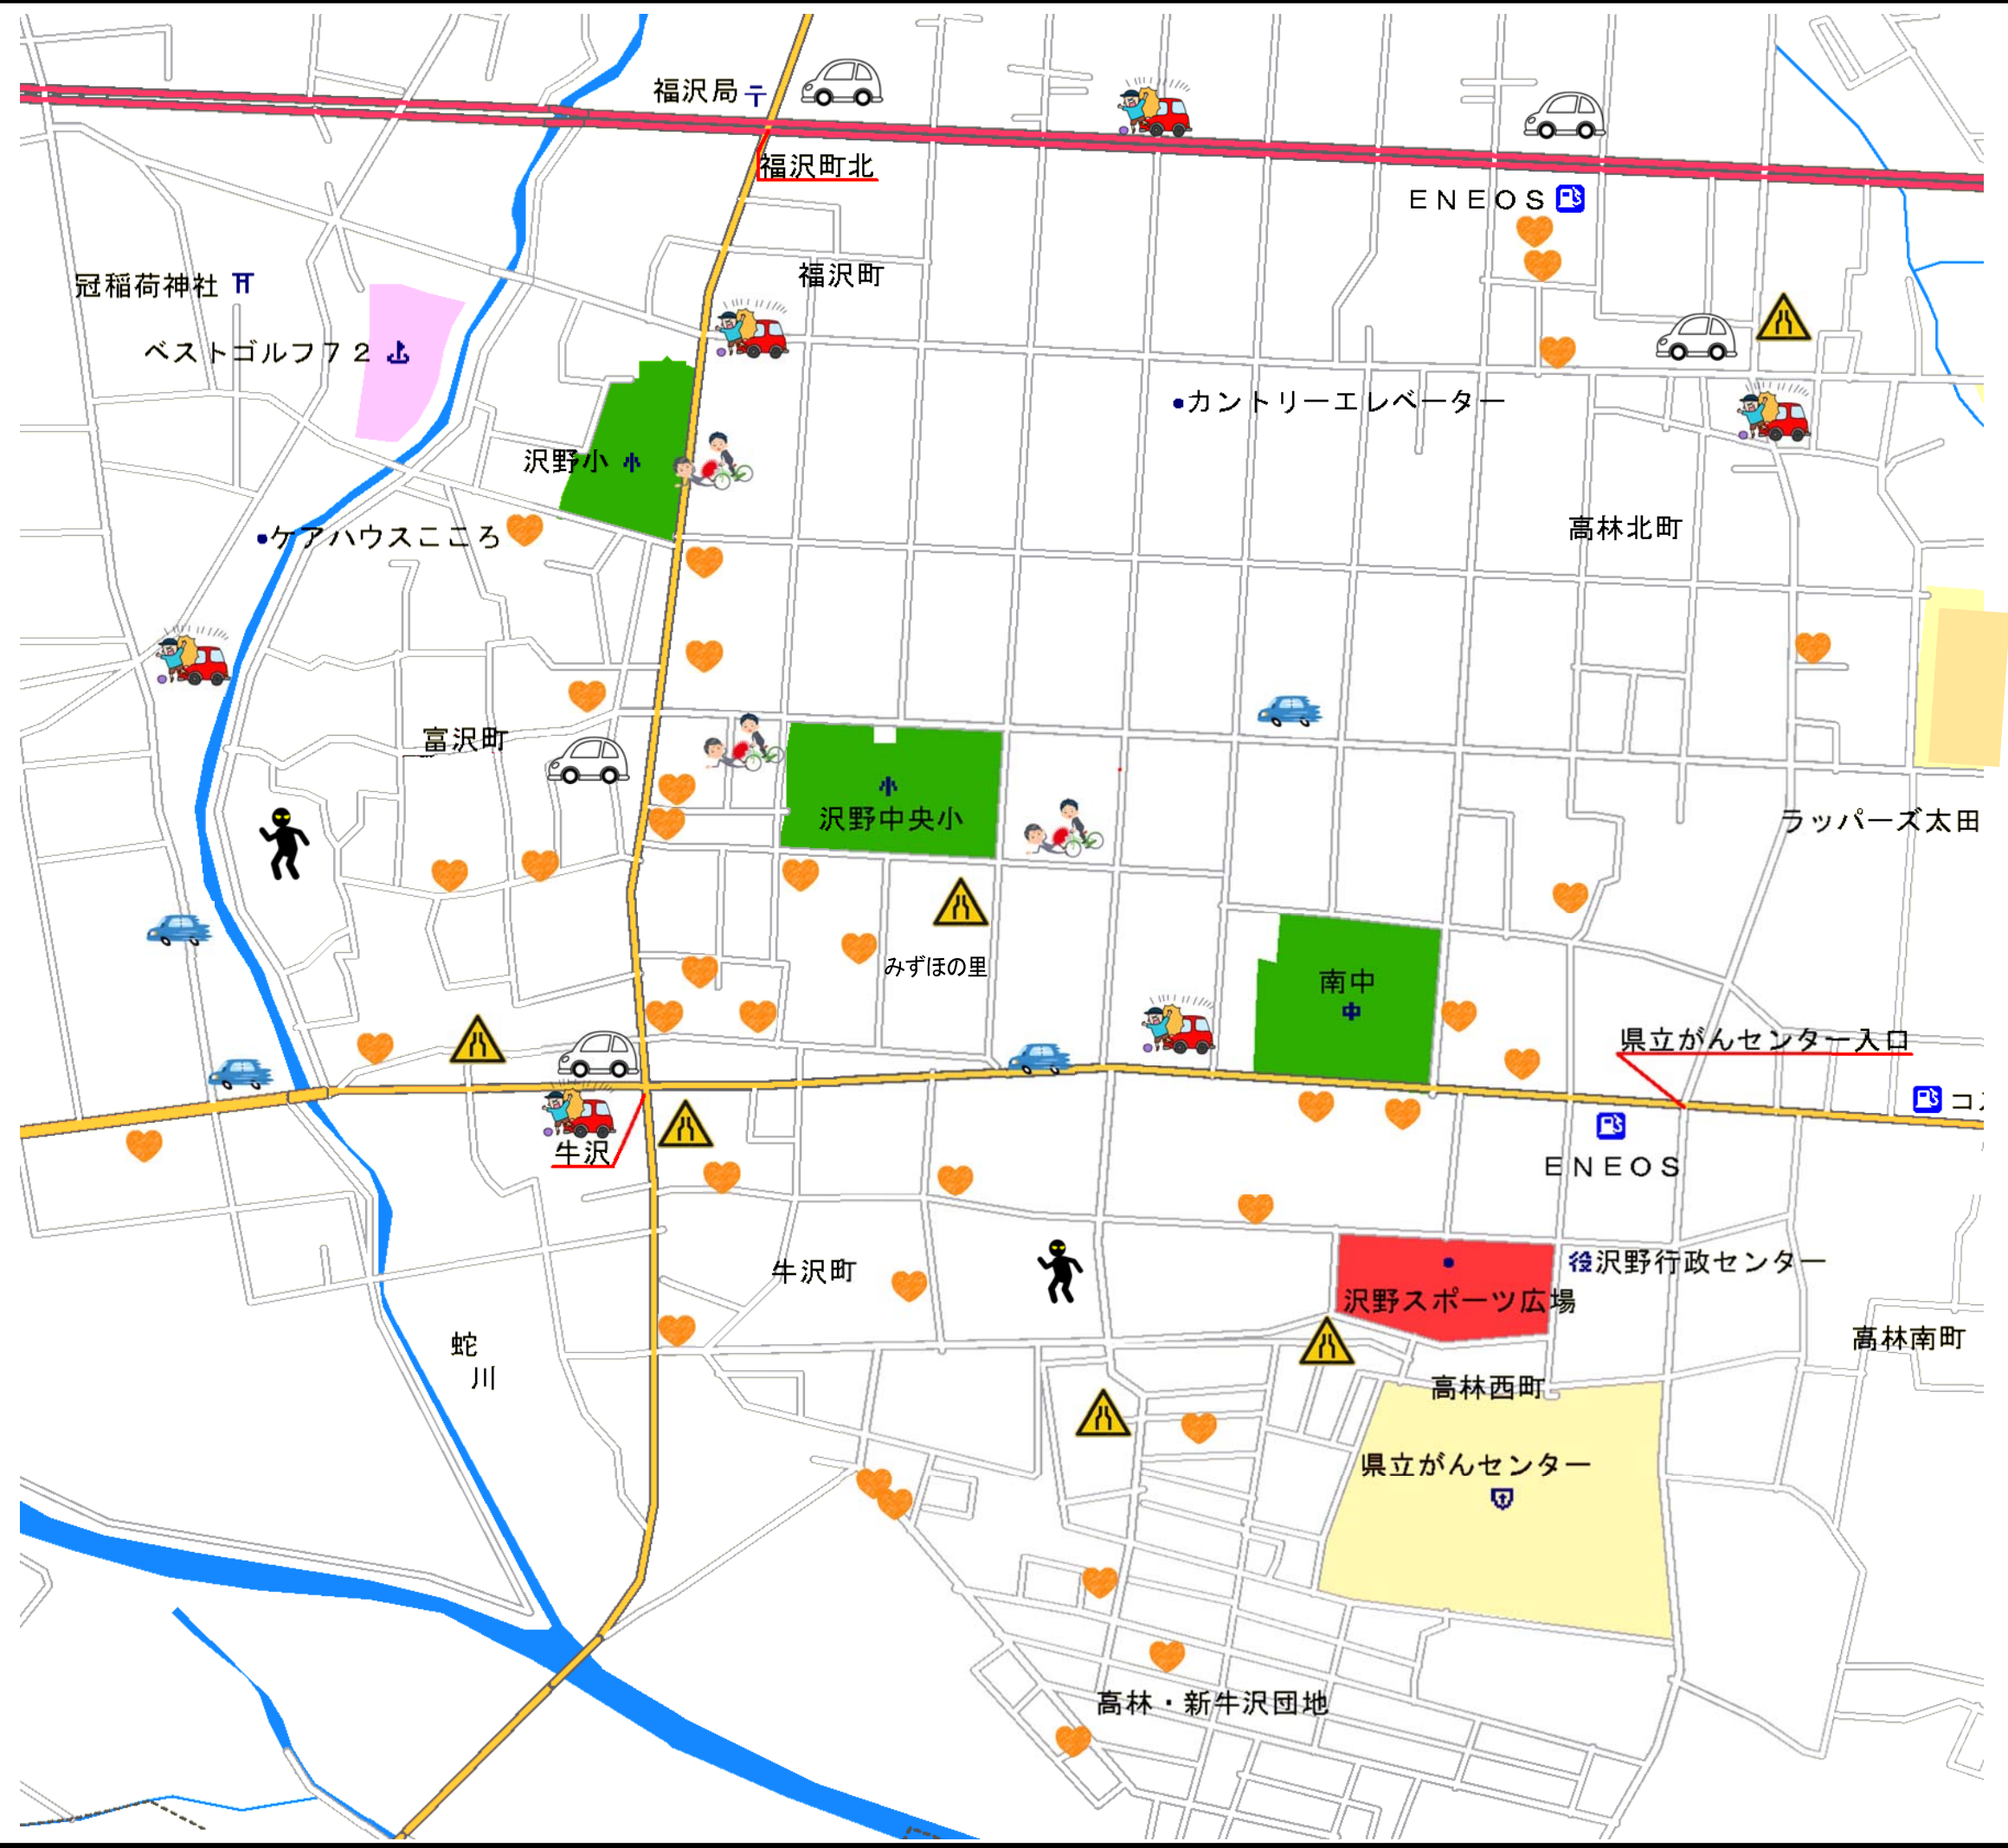 福沢局
福沢町北
ＥＮＥＯＳ
福沢町
冠稲荷神社
ベストゴルフ７２
カントリーエレベーター
沢野小
高林北町
ケアハウスこころ
富沢町
沢野中央小
ラッパーズ太田
みずほの里
南中
中
県立がんセンター入口
コ
牛沢
ＥＮＥＯＳ
役沢野行政センター
牛沢町
沢野スポーツ広場
高林南町
蛇
川
高林西町
県立がんセンター
高林・新牛沢団地